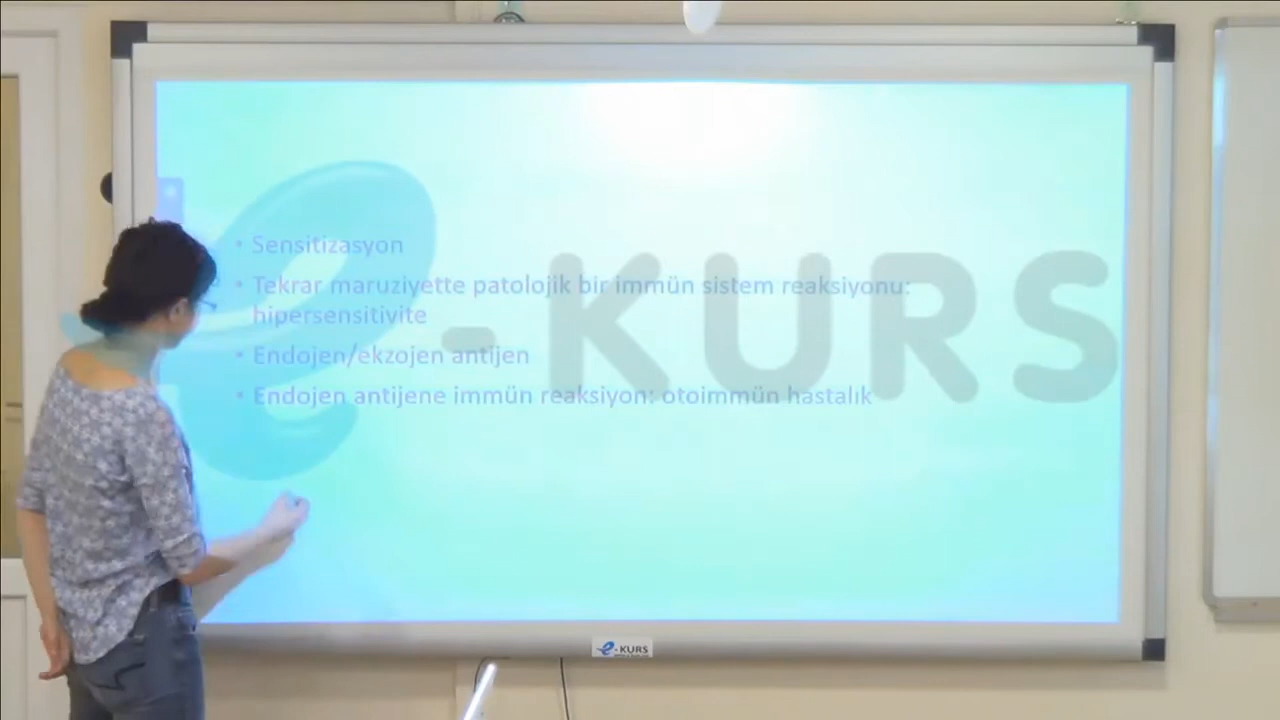 • Sensitizasyon
• Tekrar maruziyette patolojik bir immün sistem reaksiyonu:
hipersensitivite
• Endojen/ekzojen antijen
• Endojen antijene immün reaksiyon: otoimmün hastalık
e-KURS
e-KURS